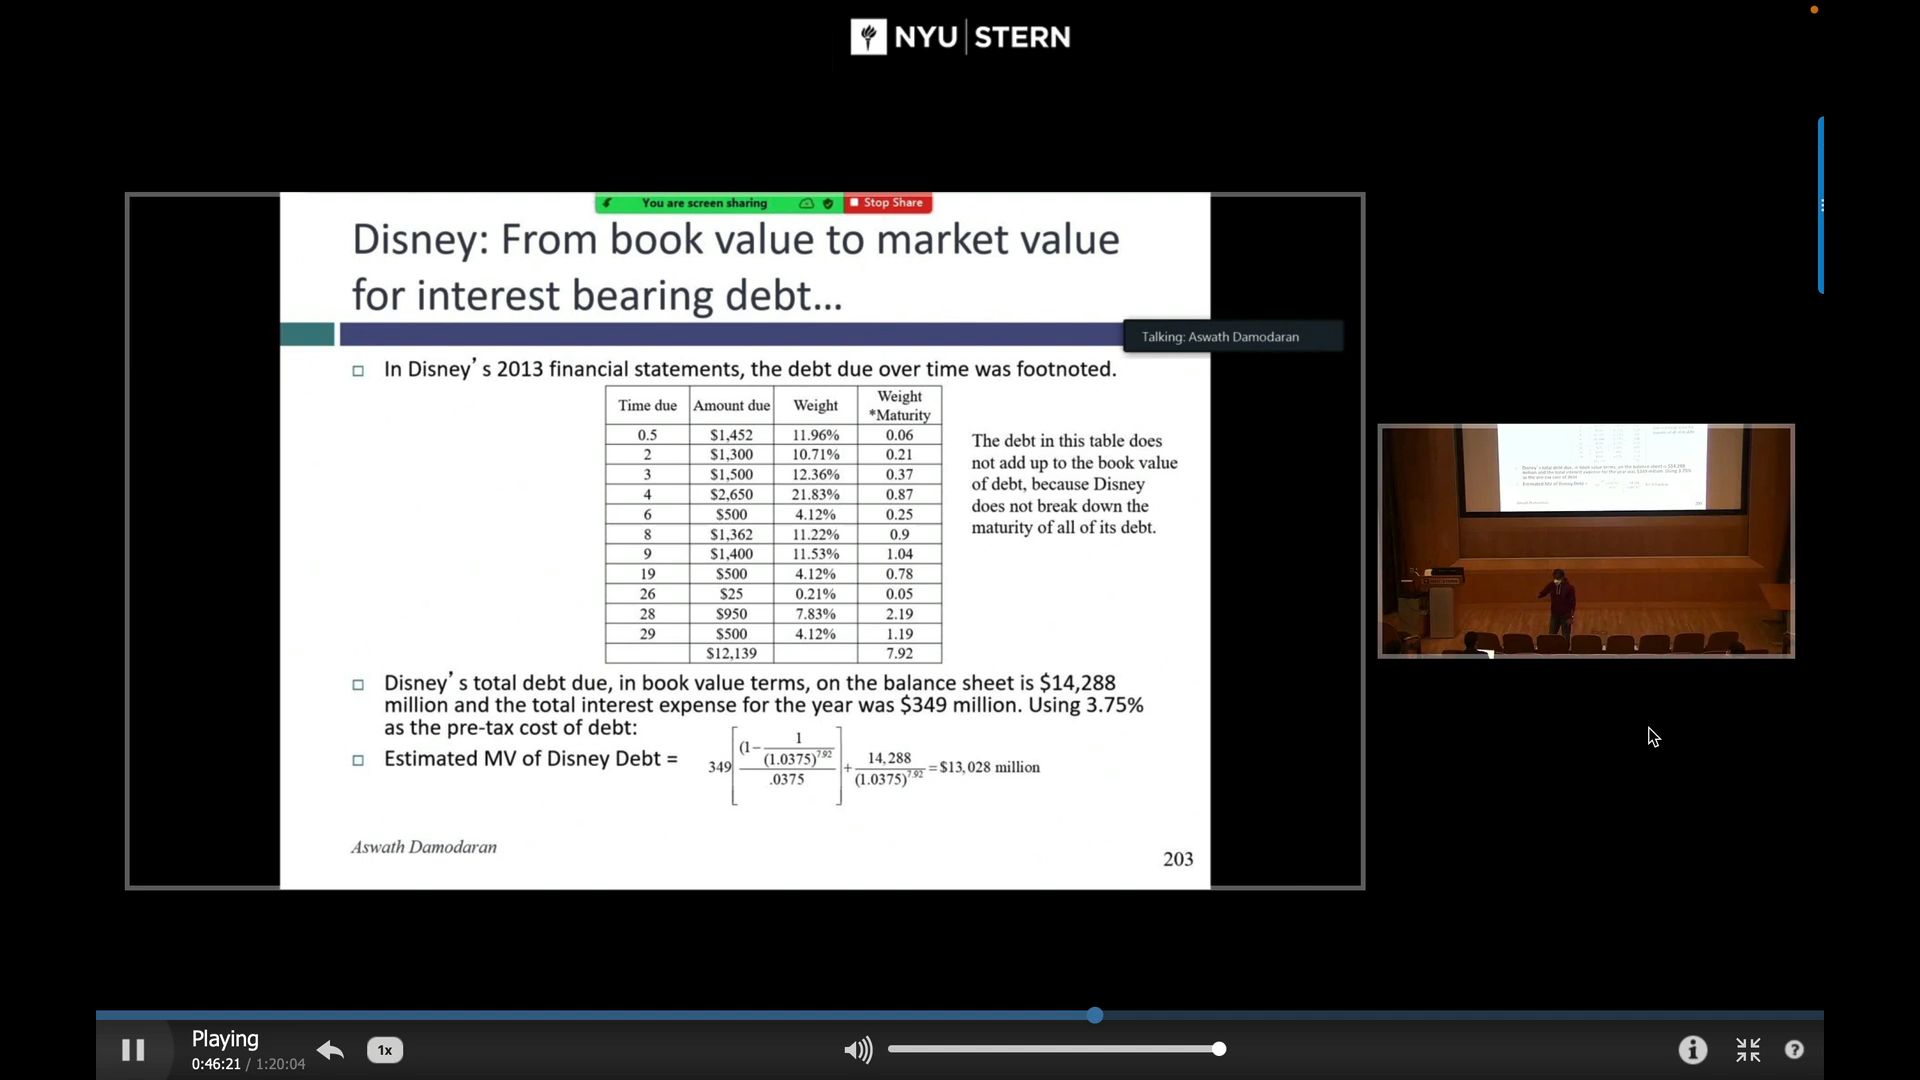 NYU STERN
You are screen sharing
Stop Share
Disney: From book value to market value
for interest bearing debt...
Talking: Aswath Damodaran
In Disney's 2013 financial statements, the debt due over time was footnoted.
Time due Amount due Weight Weight *Maturity
0.5 $1,452 11.96% 0.06
2 $1,300 10.71% 0.21
3 $1,500 12.36% 0.37
4 $2,650 21.83% 0.87
6 $500 4.12% 0.25
8 $1,362 11.22% 0.9
9 $1,400 11.53% 1.04
19 $500 4.12% 0.78
26 $25 0.21% 0.05
28 $950 7.83% 2.19
29 $500 4.12% 1.19
$12,139 7.92
The debt in this table does
not add up to the book value
of debt, because Disney
does not break down the
maturity of all of its debt.
Disney's total debt due, in book value terms, on the balance sheet is $14,288
million and the total interest expense for the year was $349 million. Using 3.75%
as the pre-tax cost of debt:
Estimated MV of Disney Debt =
349[(1-1/(1.0375)^7.92)/.0375]+14,288/(1.0375)^7.92=$13,028 million
Aswath Damodaran
203
Playing
0:46:21 / 1:20:04
1x